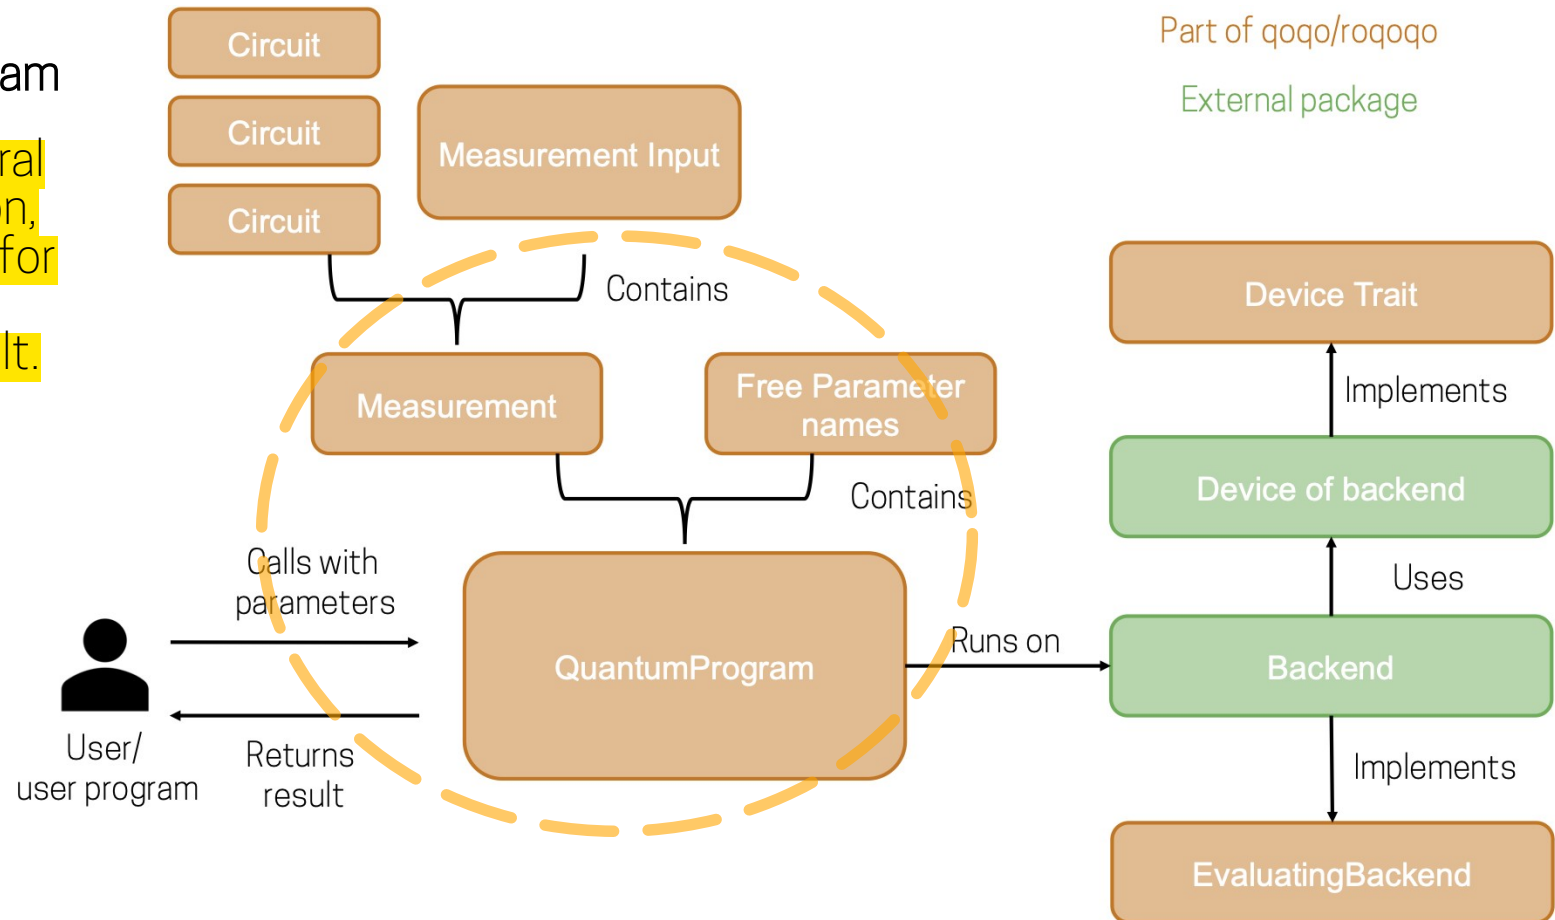 am
ral
on,
for
lt.
Circuit
Circuit
Circuit
Measurement Input
Contains
Measurement
Free Parameter
names
Contains
Calls with
parameters
QuantumProgram
Returns
result
User/
user program
Runs on
Part of qoqo/roqoqo
External package
Device Trait
Implements
Device of backend
Uses
Backend
Implements
EvaluatingBackend